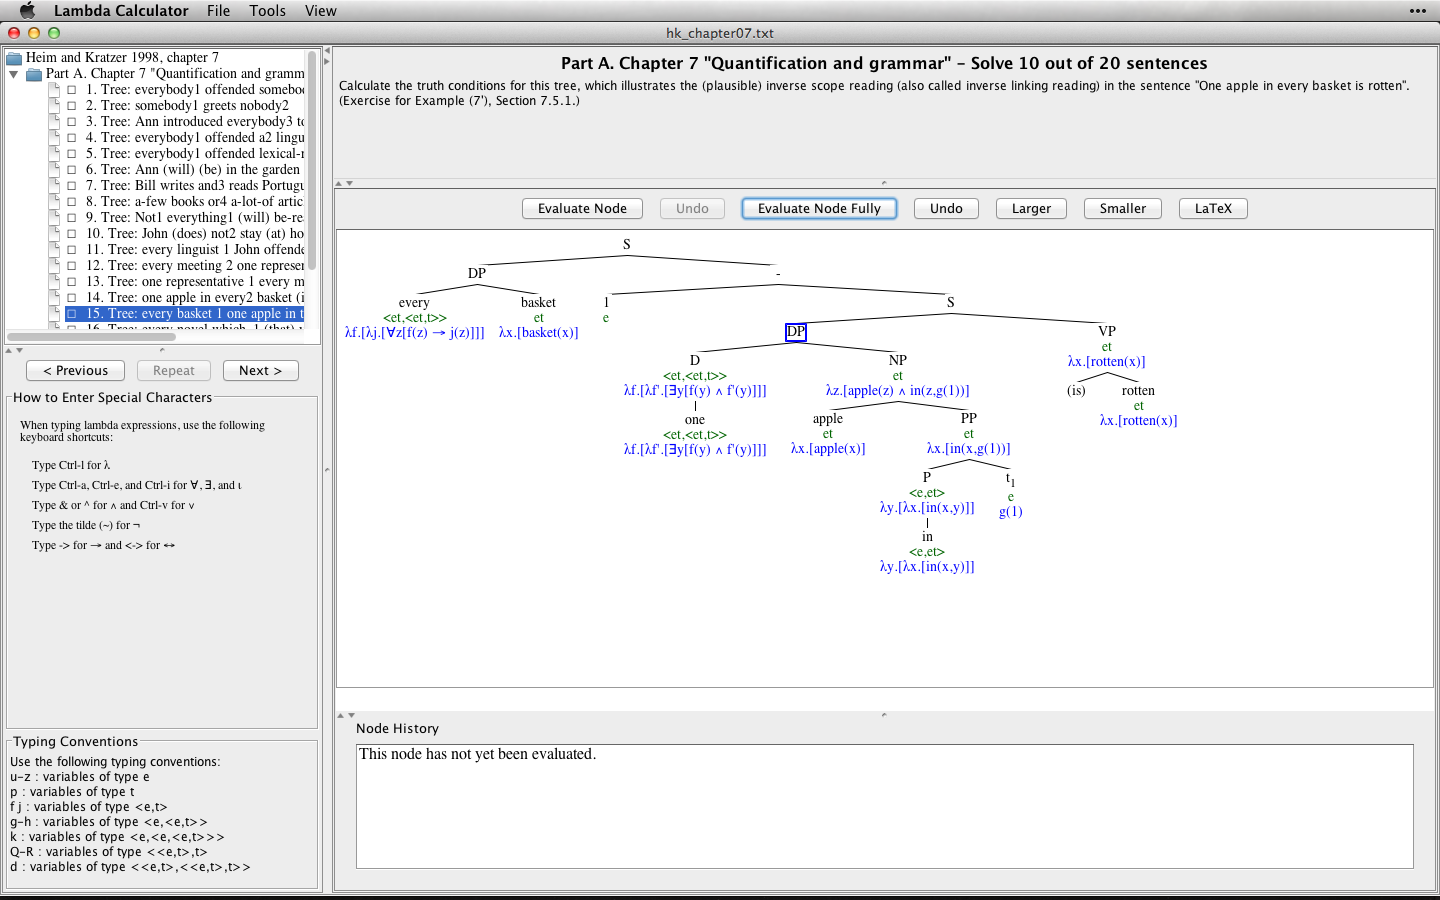 Lambda Calculator File Tools View
hk_chapter07.txt
Heim and Kratzer 1998, chapter 7
Part A. Chapter 7 "Quantification and gramm
1. Tree: everybody1 offended somebo
2. Tree: somebody1 greets nobody2
3. Tree: Ann introduced everybody3 to
4. Tree: everybody1 offended a2 lingu
5. Tree: everybody1 offended lexical-r
6. Tree: Ann (will) (be) in the garden
7. Tree: Bill writes and3 reads Portugu
8. Tree: a-few books or4 a-lot-of artic
9. Tree: Not1 everything1 (will) be-re
10. Tree: John (does) not2 stay (at) ho
11. Tree: every linguist 1 John offende
12. Tree: every meeting 2 one represer
13. Tree: one representative 1 every m
14. Tree: one apple in every2 basket (i
15. Tree: every basket 1 one apple in t
< Previous Repeat Next >
How to Enter Special Characters
When typing lambda expressions, use the following
keyboard shortcuts:
Type Ctrl-l for λ
Type Ctrl-a, Ctrl-e, and Ctrl-i for ∀, ∃, and ι
Type & or ^ for ∧ and Ctrl-v for ∨
Type the tilde (~) for ¬
Type -> for → and <-> for ↔
Typing Conventions
Use the following typing conventions:
u-z : variables of type e
p : variables of type t
f j : variables of type <e,t>
g-h : variables of type <e,<e,t>>
k : variables of type <e,<e,<e,t>>>
Q-R : variables of type <<e,t>,t>
d : variables of type <<e,t>,<<e,t>,t>>
Part A. Chapter 7 "Quantification and grammar" – Solve 10 out of 20 sentences
Calculate the truth conditions for this tree, which illustrates the (plausible) inverse scope reading (also called inverse linking reading) in the sentence "One apple in every basket is rotten".
(Exercise for Example (7'), Section 7.5.1.)
Evaluate Node Undo Evaluate Node Fully Undo Larger Smaller LaTeX
S
DP -
every basket 1 S
<et,<et,t>> et e
λf.[λj.[∀z[f(z) → j(z)]]] λx.[basket(x)]
DP VP
et
λx.[rotten(x)]
D NP
<et,<et,t>> et
λf.[λf'.[∃y[f(y) ∧ f'(y)]]] λz.[apple(z) ∧ in(z,g(1))]
(is) rotten
et
λx.[rotten(x)]
one apple PP
<et,<et,t>> et et
λf.[λf'.[∃y[f(y) ∧ f'(y)]]] λx.[apple(x)] λx.[in(x,g(1))]
P t1
<e,et> e
λy.[λx.[in(x,y)]] g(1)
in
<e,et>
λy.[λx.[in(x,y)]]
Node History
This node has not yet been evaluated.